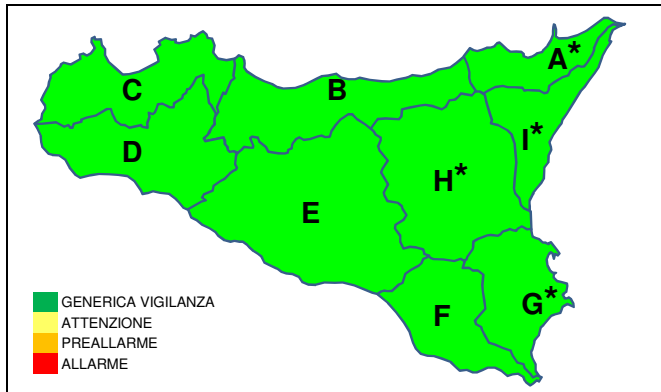 A*
C
B
I*
D
H*
E
G*
F
GENERICA VIGILANZA
ATTENZIONE
PREALLARME
ALLARME